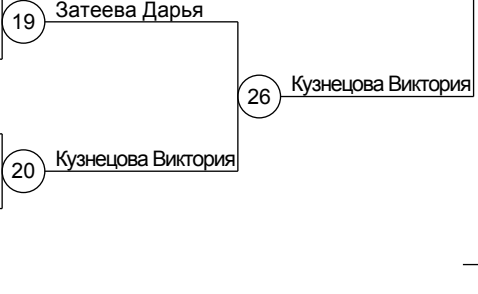 19 Затеева Дарья
26 Кузнецова Виктория
20 Кузнецова Виктория